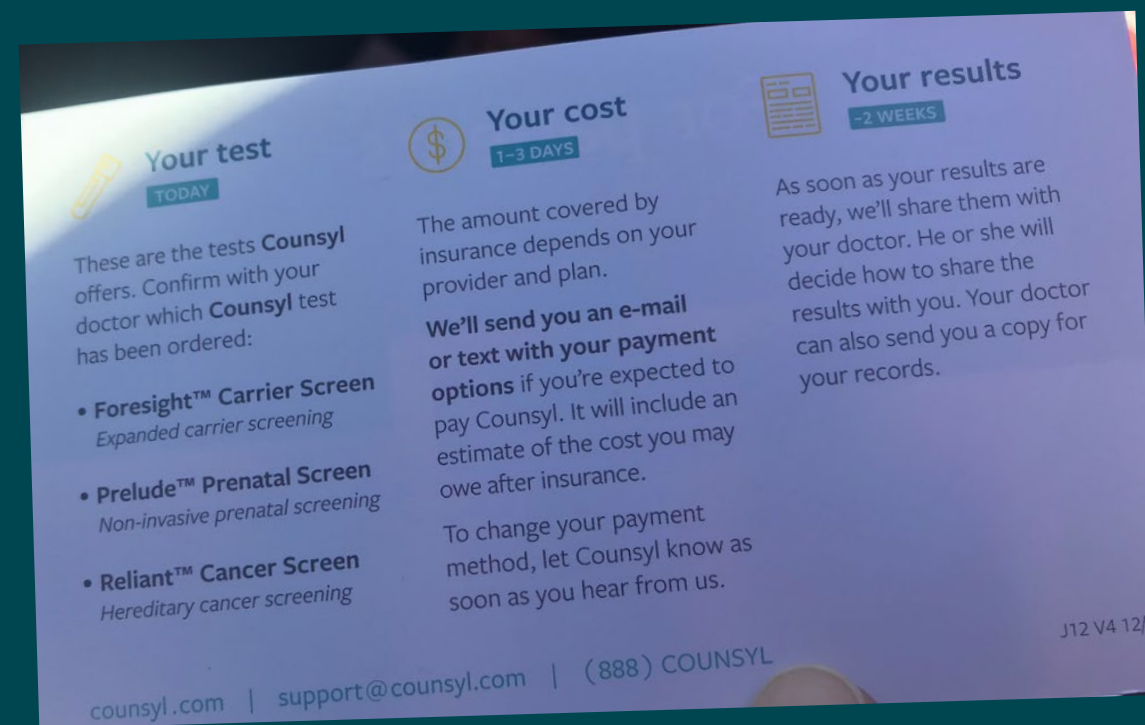 Your test
TODAY
These are the tests Counsyl
offers. Confirm with your
doctor which Counsyl test
has been ordered:
• Foresight™ Carrier Screen
Expanded carrier screening
• Prelude™ Prenatal Screen
Non-invasive prenatal screening
• Reliant™ Cancer Screen
Hereditary cancer screening
$
Your cost
1–3 DAYS
The amount covered by
insurance depends on your
provider and plan.
We'll send you an e-mail
or text with your payment
options if you're expected to
pay Counsyl. It will include an
estimate of the cost you may
owe after insurance.
To change your payment
method, let Counsyl know as
soon as you hear from us.
Your results
~2 WEEKS
As soon as your results are
ready, we'll share them with
your doctor. He or she will
decide how to share the
results with you. Your doctor
can also send you a copy for
your records.
J12 V4 12/
counsyl.com | support@counsyl.com | (888) COUNSYL